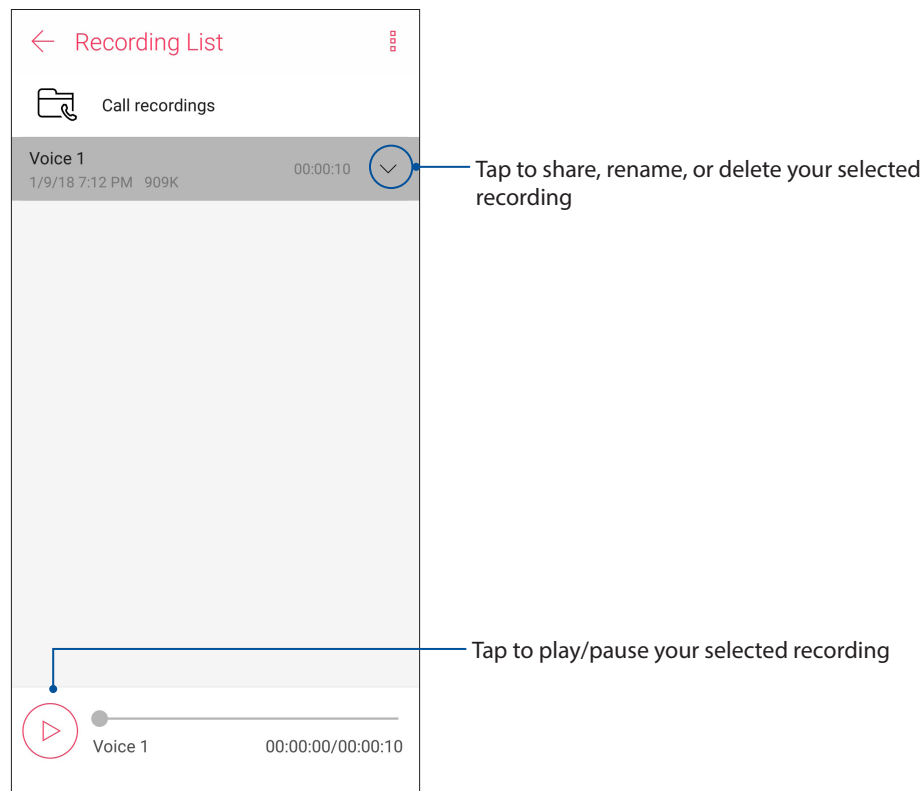 Recording List
Call recordings
Voice 1
00:00:10
1/9/18 7:12 PM 909K
Tap to share, rename, or delete your selected
recording
Tap to play/pause your selected recording
Voice 1
00:00:00/00:00:10